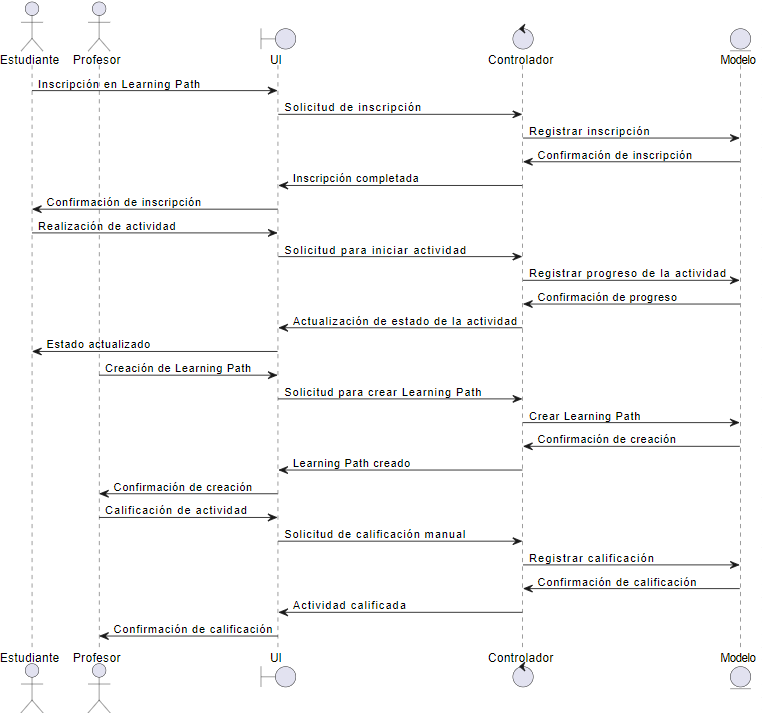 Estudiante Profesor UI Controlador Modelo
Inscripción en Learning Path
Solicitud de inscripción
Registrar inscripción
Confirmación de inscripción
Inscripción completada
Confirmación de inscripción
Realización de actividad
Solicitud para iniciar actividad
Registrar progreso de la actividad
Confirmación de progreso
Actualización de estado de la actividad
Estado actualizado
Creación de Learning Path
Solicitud para crear Learning Path
Crear Learning Path
Confirmación de creación
Learning Path creado
Confirmación de creación
Calificación de actividad
Solicitud de calificación manual
Registrar calificación
Confirmación de calificación
Actividad calificada
Confirmación de calificación
Estudiante Profesor UI Controlador Modelo